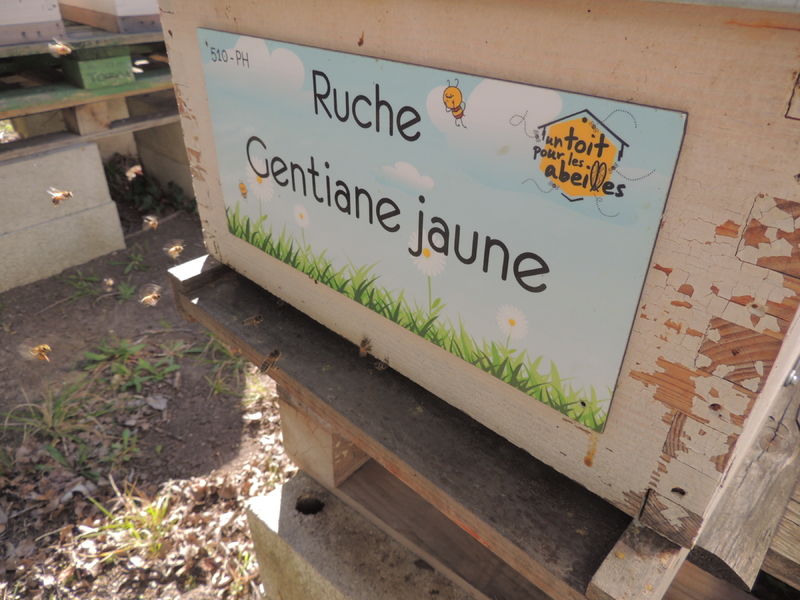 510-PH
Ruche
Gentiane jaune
un toit
pour les
abeilles